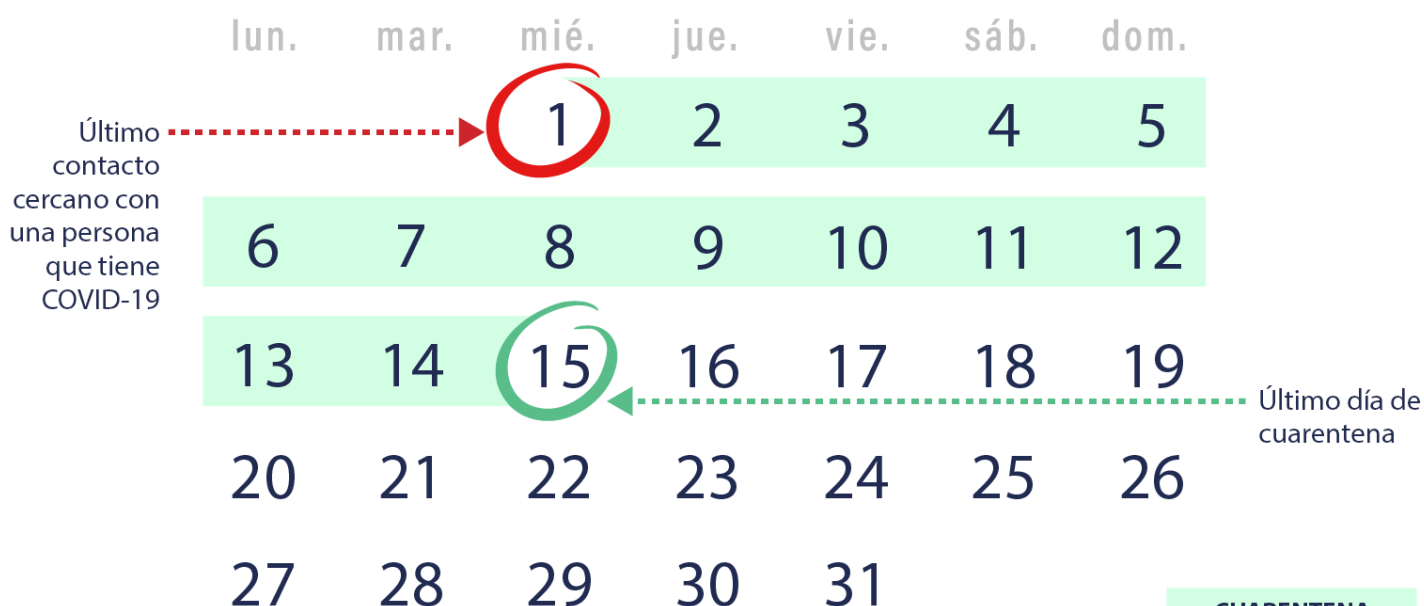 lun. mar. mié. jue. vie. sáb. dom.
1 2 3 4 5
Último
contacto
cercano con
una persona
que tiene
COVID-19
6 7 8 9 10 11 12
13 14 15 16 17 18 19
Último día de
cuarentena
20 21 22 23 24 25 26
27 28 29 30 31
CUARENTENA